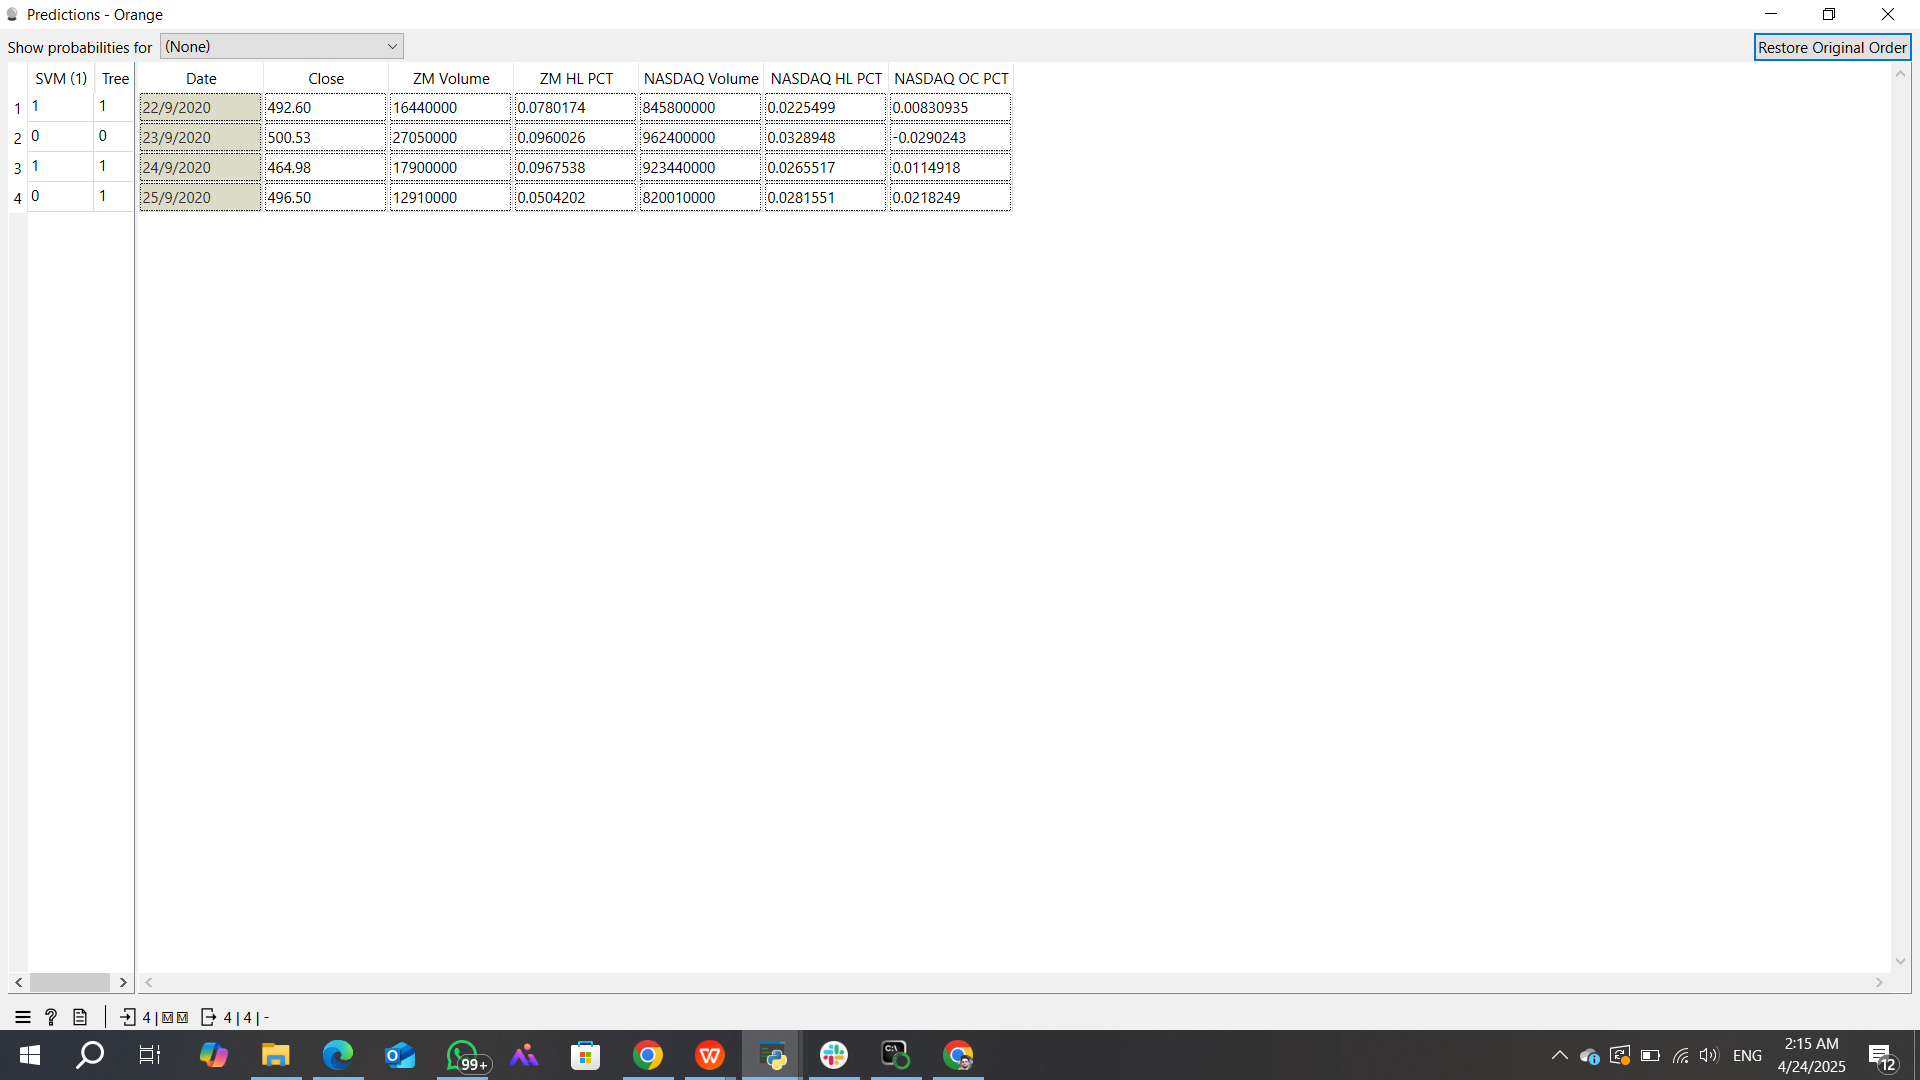 Predictions - Orange
Show probabilities for (None) Restore Original Order
SVM (1) Tree Date Close ZM Volume ZM HL PCT NASDAQ Volume NASDAQ HL PCT NASDAQ OC PCT
1 1 1 22/9/2020 492.60 16440000 0.0780174 845800000 0.0225499 0.00830935
2 0 0 23/9/2020 500.53 27050000 0.0960026 962400000 0.0328948 -0.0290243
3 1 1 24/9/2020 464.98 17900000 0.0967538 923440000 0.0265517 0.0114918
4 0 1 25/9/2020 496.50 12910000 0.0504202 820010000 0.0281551 0.0218249
? 4 | M M 4 | 4 | -
99+ W C:\ ENG 2:15 AM
4/24/2025 12